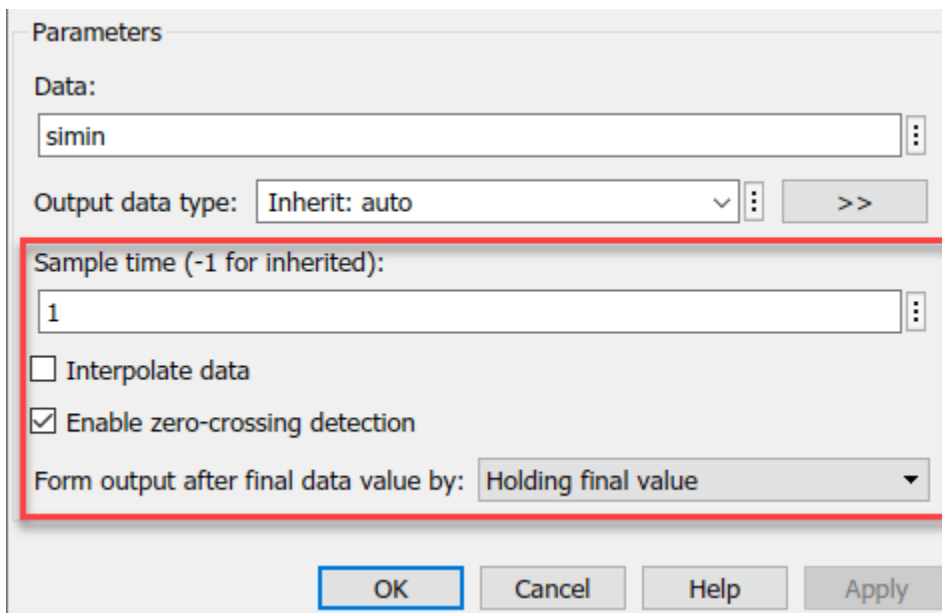 Parameters
Data:
simin
Output data type: Inherit: auto >>
Sample time (-1 for inherited):
1
Interpolate data
Enable zero-crossing detection
Form output after final data value by: Holding final value
OK Cancel Help Apply